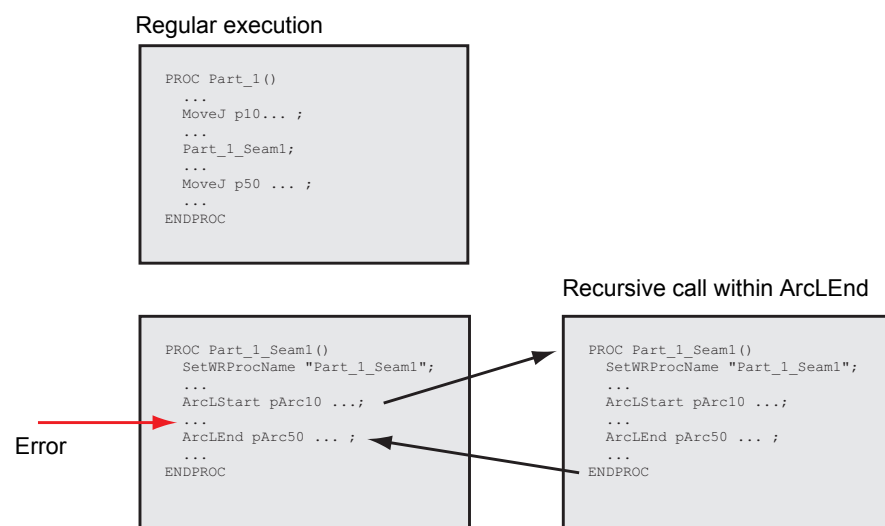 Regular execution
PROC Part_1()
...
MoveJ p10... ;
...
Part_1_Seam1;
...
MoveJ p50 ... ;
...
ENDPROC
Recursive call within ArcLEnd
PROC Part_1_Seam1()
SetWRProcName "Part_1_Seam1";
...
ArcLStart pArc10 ...;
...
ArcLEnd pArc50 ... ;
...
ENDPROC
Error
PROC Part_1_Seam1()
SetWRProcName "Part_1_Seam1";
...
ArcLStart pArc10 ...;
...
ArcLEnd pArc50 ... ;
...
ENDPROC